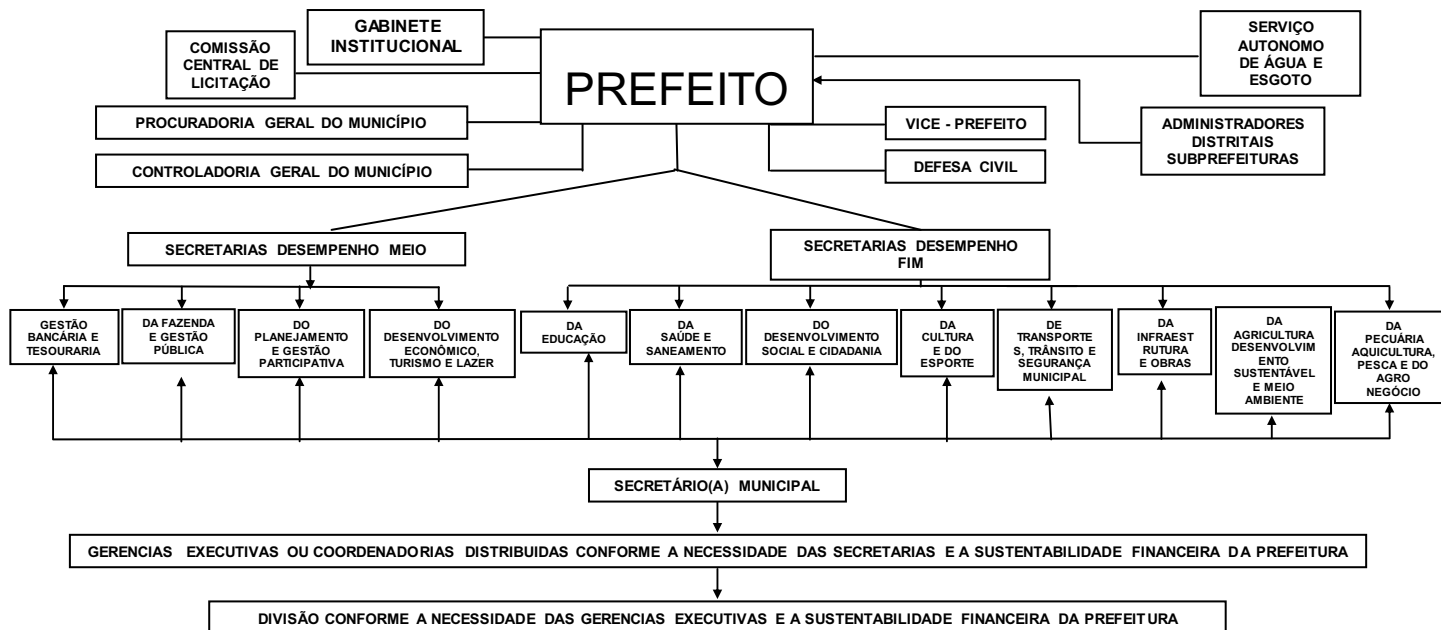 GABINETE
INSTITUCIONAL
COMISSÃO
CENTRAL DE
LICITAÇÃO
PREFEITO
SERVIÇO
AUTONOMO
DE ÁGUA E
ESGOTO
PROCURADORIA GERAL DO MUNICÍPIO
VICE - PREFEITO
ADMINISTRADORES
DISTRITAIS
SUBPREFEITURAS
CONTROLADORIA GERAL DO MUNICÍPIO
DEFESA CIVIL
SECRETARIAS DESEMPENHO MEIO
SECRETARIAS DESEMPENHO
FIM
GESTÃO
BANCÁRIA E
TESOURARIA
DA FAZENDA
E GESTÃO
PÚBLICA
DO
PLANEJAMENTO
E GESTÃO
PARTICIPATIVA
DO
DESENVOLVIMENTO
ECONÔMICO,
TURISMO E LAZER
DA
EDUCAÇÃO
DA
SAÚDE E
SANEAMENTO
DO
DESENVOLVIMENTO
SOCIAL E CIDADANIA
DA
CULTURA
E DO
ESPORTE
DE
TRANSPORTE
S, TRÂNSITO E
SEGURANÇA
MUNICIPAL
DA
INFRAEST
RUTURA
E OBRAS
DA
AGRICULTURA
DESENVOLVIM
ENTO
SUSTENTÁVEL
E MEIO
AMBIENTE
DA
PECUÁRIA
AQUICULTURA,
PESCA E DO
AGRO
NEGÓCIO
SECRETÁRIO(A) MUNICIPAL
GERENCIAS EXECUTIVAS OU COORDENADORIAS DISTRIBUIDAS CONFORME A NECESSIDADE DAS SECRETARIAS E A SUSTENTABILIDADE FINANCEIRA DA PREFEITURA
DIVISÃO CONFORME A NECESSIDADE DAS GERENCIAS EXECUTIVAS E A SUSTENTABILIDADE FINANCEIRA DA PREFEITURA